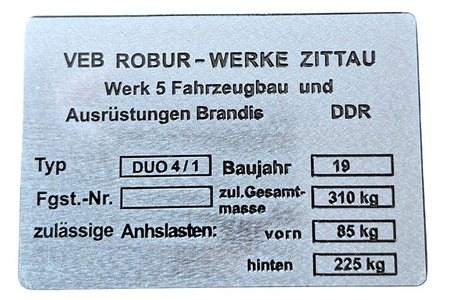 VEB ROBUR-WERKE ZITTAU
Werk 5 Fahrzeugbau und
Ausrüstungen Brandis DDR
Typ DUO 4/1 Baujahr 19
Fgst.-Nr. zul.Gesamt-
masse 310 kg
zulässige Anhslasten: vorn 85 kg
hinten 225 kg